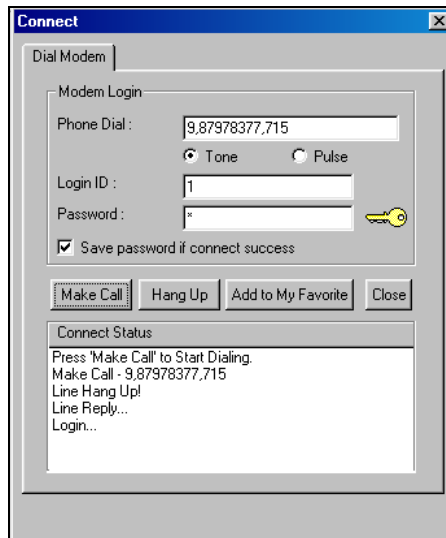 Connect
Dial Modem
Modem Login
Phone Dial : 9,87978377,715
Tone Pulse
Login ID : 1
Password : *
Save password if connect success
Make Call Hang Up Add to My Favorite Close
Connect Status
Press 'Make Call' to Start Dialing.
Make Call - 9,87978377,715
Line Hang Up!
Line Reply...
Login...